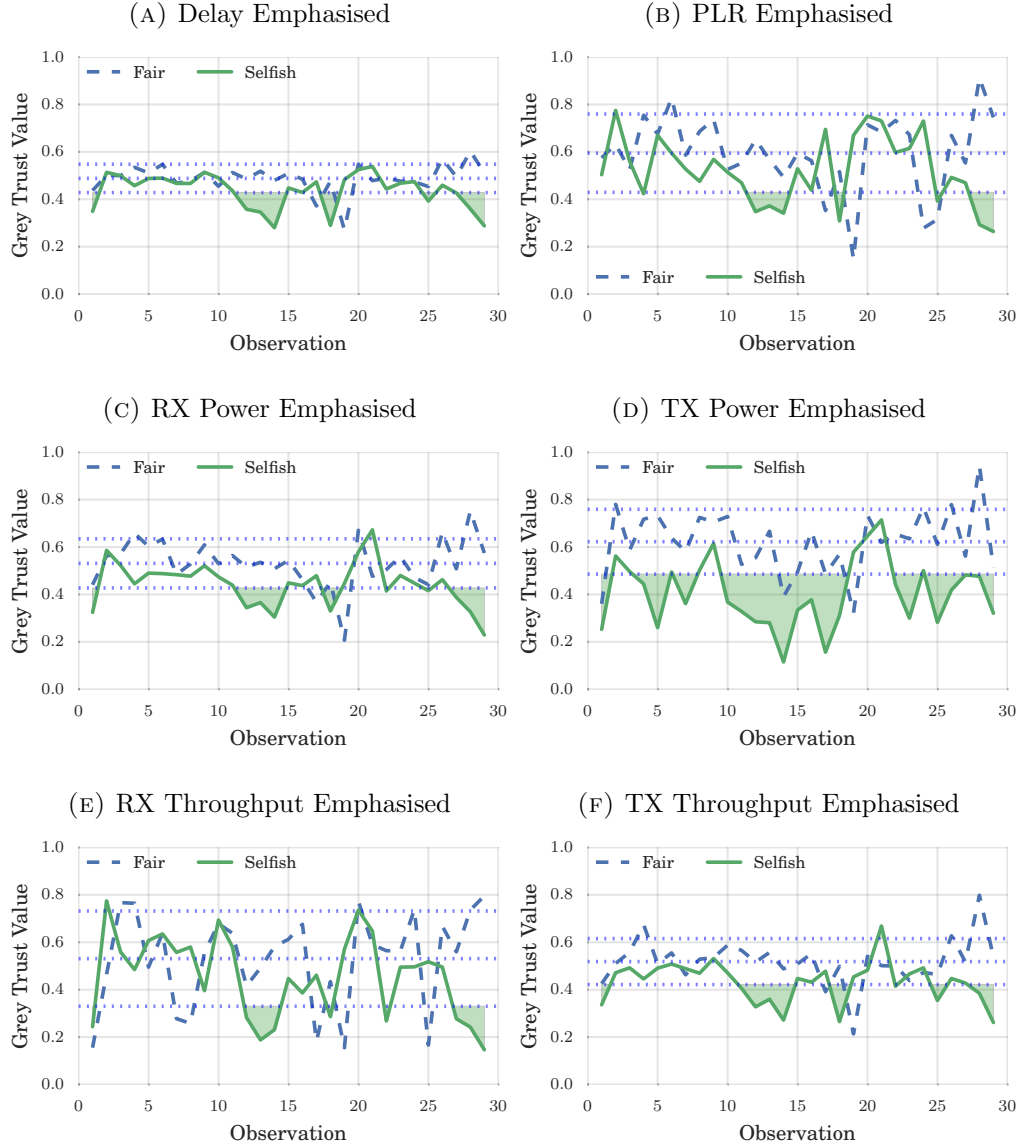 (A) Delay Emphasised
1.0
0.8
0.6
0.4
0.2
0.0
Grey Trust Value
Fair Selfish
0 5 10 15 20 25 30
Observation
(B) PLR Emphasised
1.0
0.8
0.6
0.4
0.2
0.0
Grey Trust Value
Fair Selfish
0 5 10 15 20 25 30
Observation
(C) RX Power Emphasised
1.0
0.8
0.6
0.4
0.2
0.0
Grey Trust Value
Fair Selfish
0 5 10 15 20 25 30
Observation
(D) TX Power Emphasised
1.0
0.8
0.6
0.4
0.2
0.0
Grey Trust Value
Fair Selfish
0 5 10 15 20 25 30
Observation
(E) RX Throughput Emphasised
1.0
0.8
0.6
0.4
0.2
0.0
Grey Trust Value
Fair Selfish
0 5 10 15 20 25 30
Observation
(F) TX Throughput Emphasised
1.0
0.8
0.6
0.4
0.2
0.0
Grey Trust Value
Fair Selfish
0 5 10 15 20 25 30
Observation